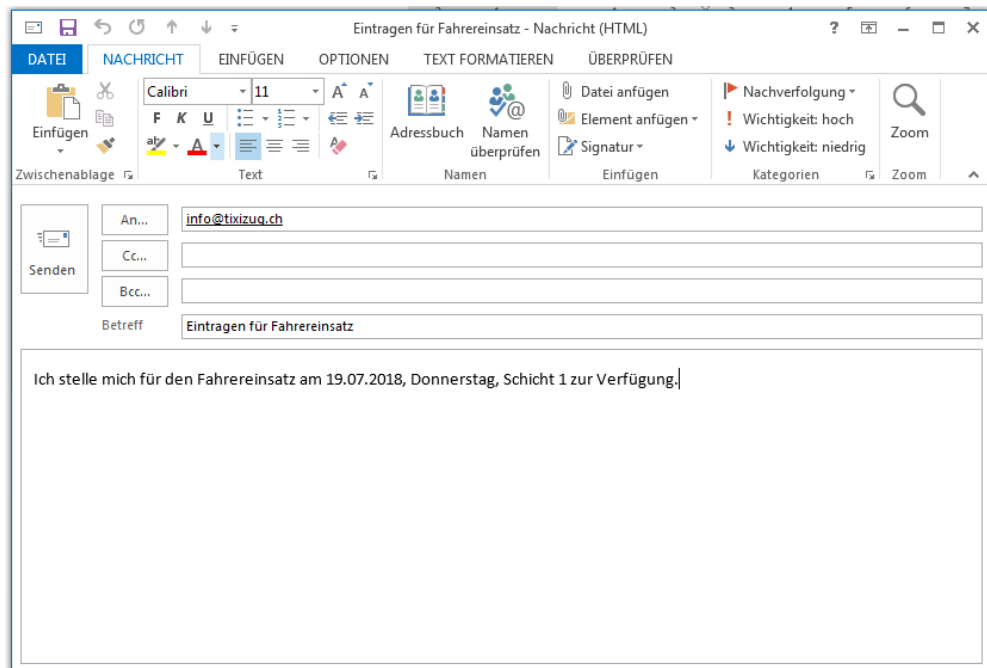 Eintragen für Fahrereinsatz - Nachricht (HTML)
?
DATEI NACHRICHT EINFÜGEN OPTIONEN TEXT FORMATIEREN ÜBERPRÜFEN
Einfügen
Zwischenablage
Calibri 11 A A
F K U
ab A
Text
Adressbuch
Namen
überprüfen
Namen
Datei anfügen
Element anfügen
Signatur
Einfügen
Nachverfolgung
! Wichtigkeit: hoch
Wichtigkeit: niedrig
Kategorien
Zoom
Zoom
Senden
An... info@tixizug.ch
Cc...
Bcc...
Betreff Eintragen für Fahrereinsatz
Ich stelle mich für den Fahrereinsatz am 19.07.2018, Donnerstag, Schicht 1 zur Verfügung.